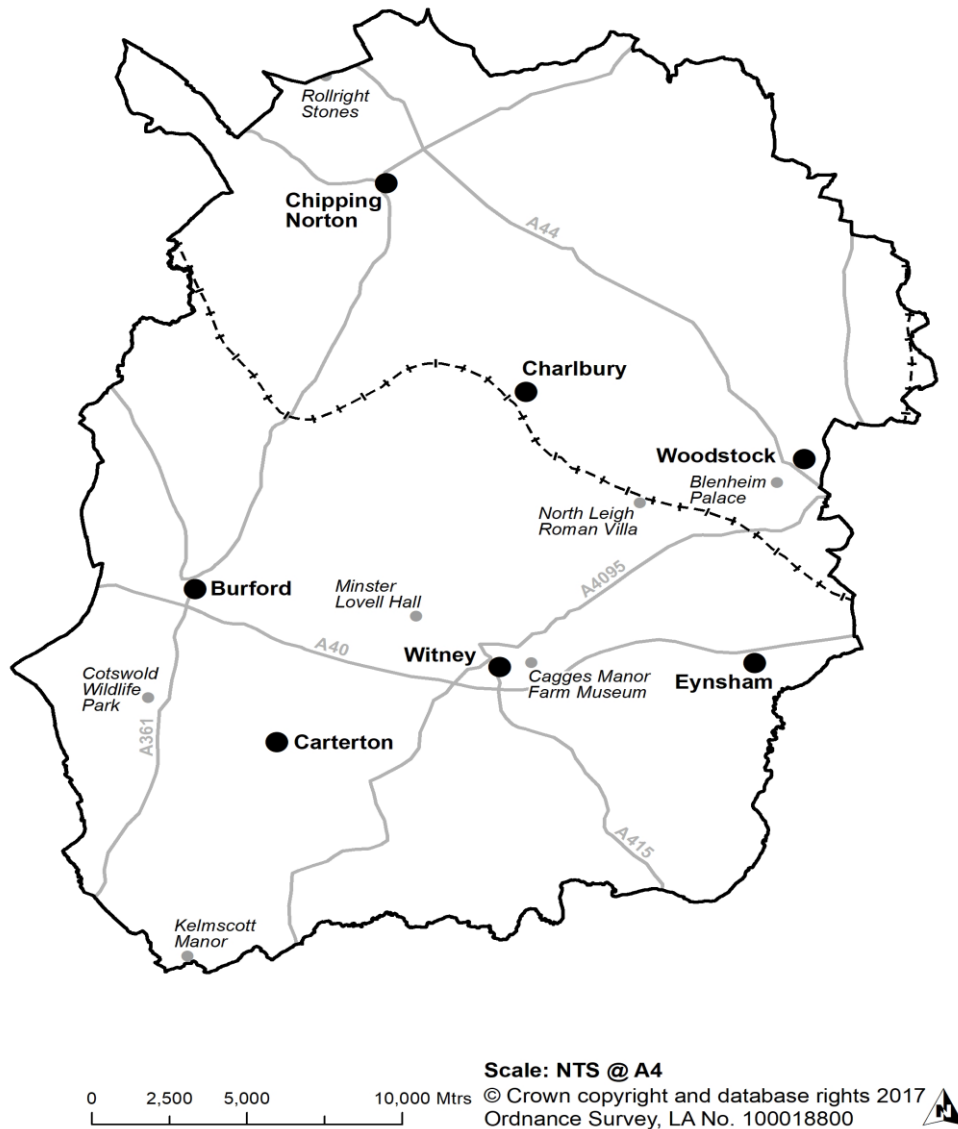 Rollright
Stones
Chipping
Norton
A44
Charlbury
Woodstock
Blenheim
Palace
North Leigh
Roman Villa
A4095
Burford
Minster
Lovell Hall
A40
Witney
Cagges Manor
Farm Museum
Eynsham
Cotswold
Wildlife
Park
A361
Carterton
A415
Kelmscott
Manor
Scale: NTS @ A4
0 2,500 5,000 10,000 Mtrs
© Crown copyright and database rights 2017
Ordnance Survey, LA No. 100018800
N